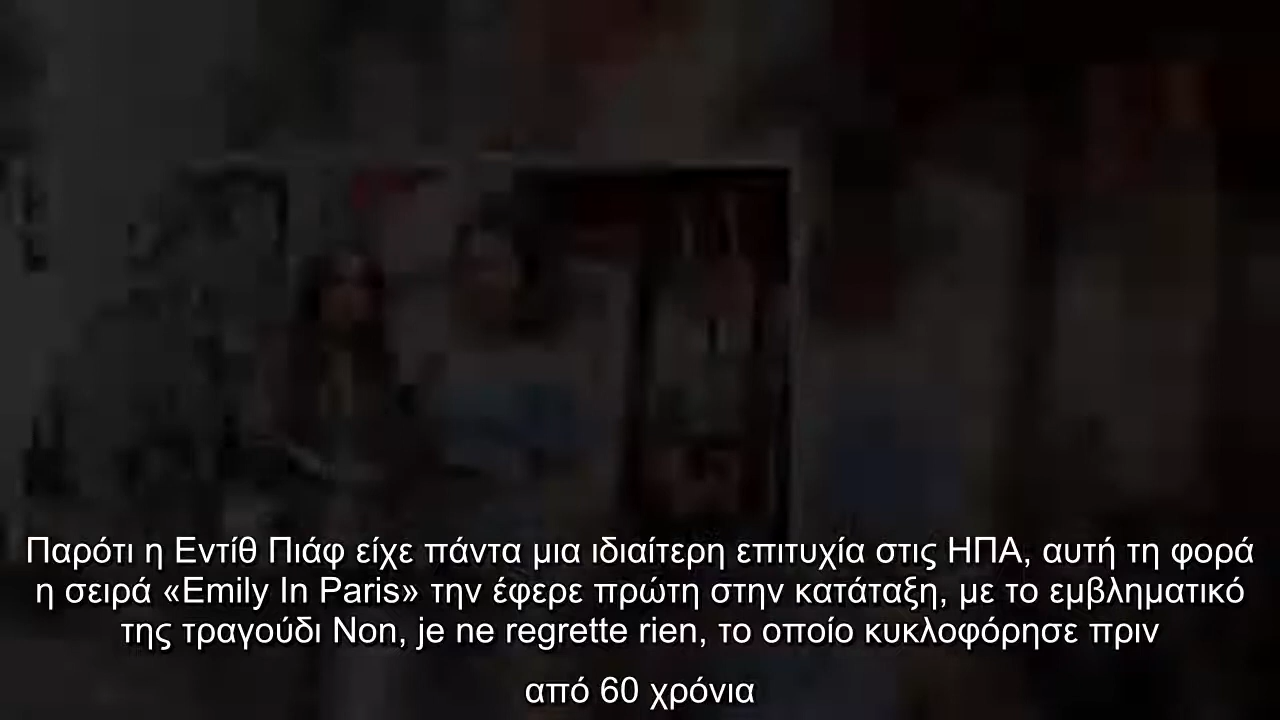 Παρότι η Εντίθ Πιάφ είχε πάντα μια ιδιαίτερη επιτυχία στις ΗΠΑ, αυτή τη φορά
η σειρά «Emily In Paris» την έφερε πρώτη στην κατάταξη, με το εμβληματικό
της τραγούδι Non, je ne regrette rien, το οποίο κυκλοφόρησε πριν
από 60 χρόνια